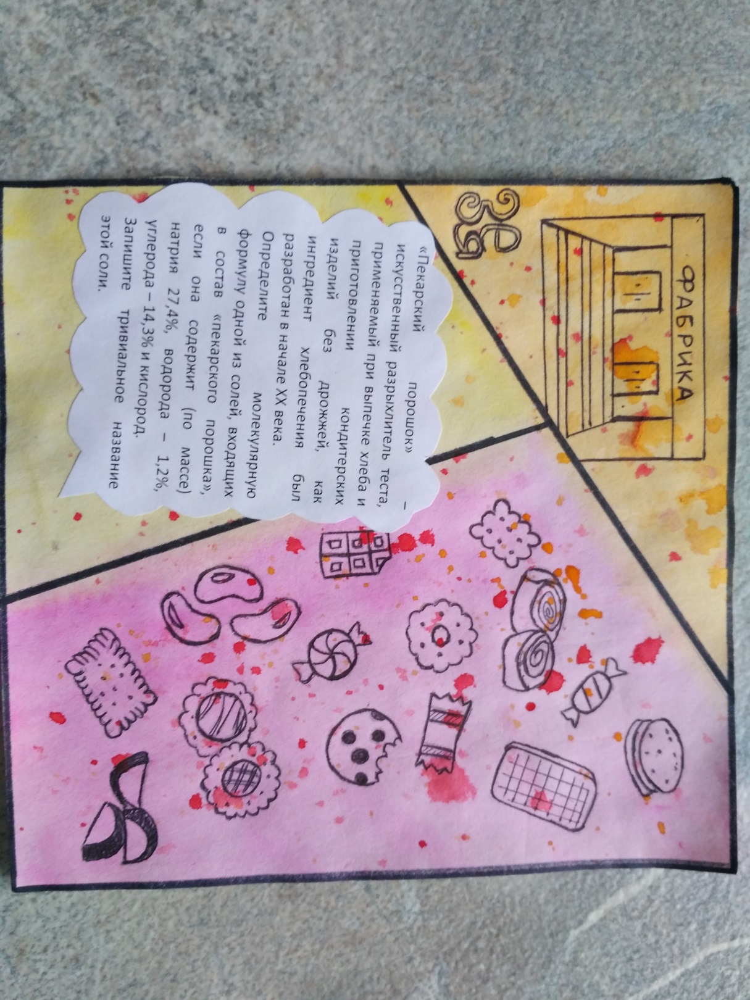 ФАБРИКА
«Пекарский порошок» –
искусственный разрыхлитель теста,
применяемый при выпечке хлеба и
приготовлении кондитерских
изделий без дрожжей, как
ингредиент хлебопечения был
разработан в начале XX века.
Определите молекулярную
формулу одной из солей, входящих
в состав «пекарского порошка»,
если она содержит (по массе)
натрия 27,4%, водорода – 1,2%,
углерода – 14,3% и кислород.
Запишите тривиальное название
этой соли.